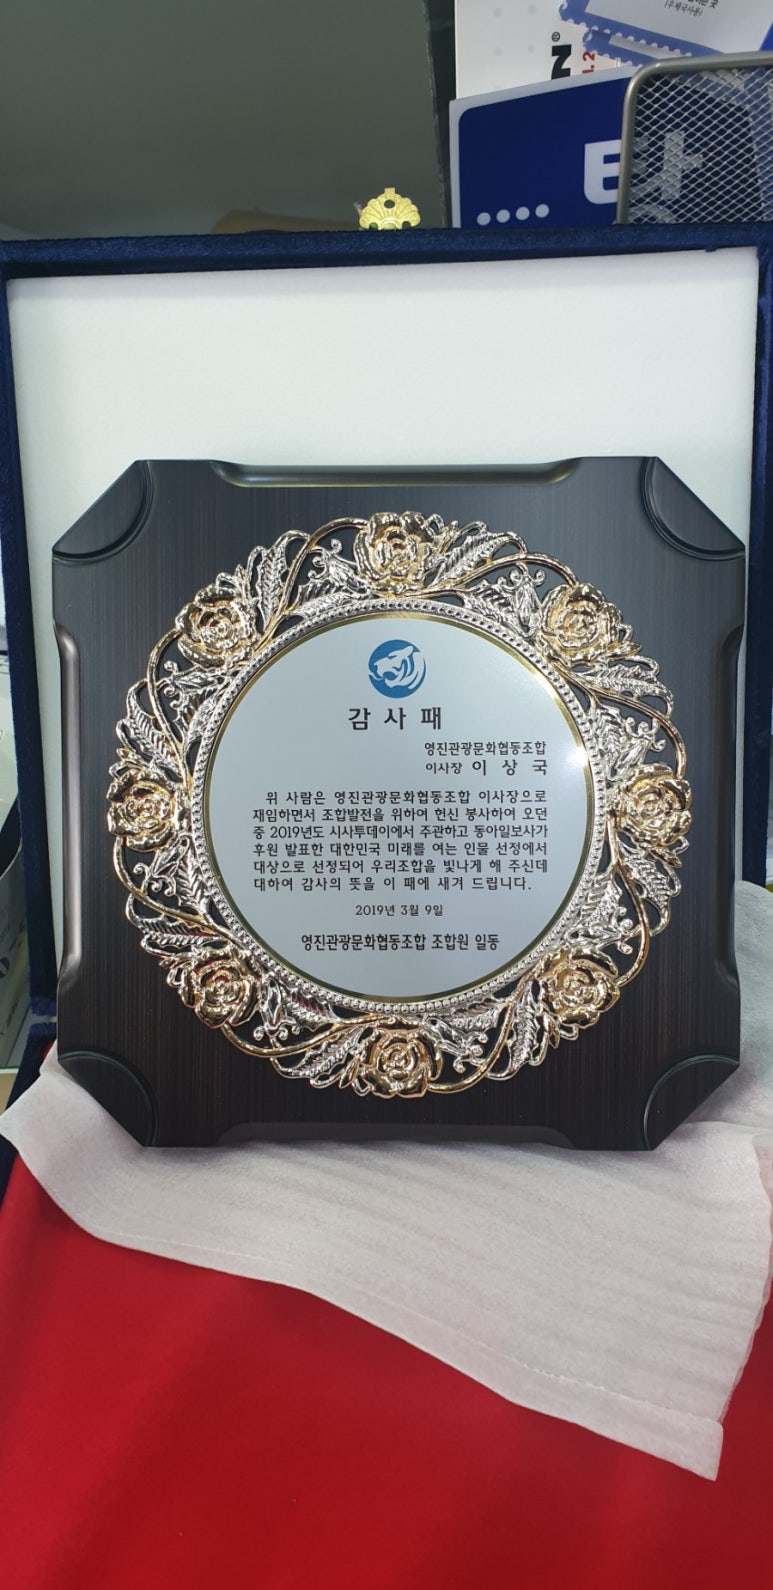 (우체국사용)
감 사 패
영진관광문화협동조합
이사장 이 상 국
위 사람은 영진관광문화협동조합 이사장으로
재임하면서 조합발전을 위하여 헌신 봉사하여 오던
중 2019년도 시사투데이에서 주관하고 동아일보사가
후원 발표한 대한민국 미래를 여는 인물 선정에서
대상으로 선정되어 우리조합을 빛나게 해 주신데
대하여 감사의 뜻을 이 패에 새겨 드립니다.
2019년 3월 9일
영진관광문화협동조합 조합원 일동